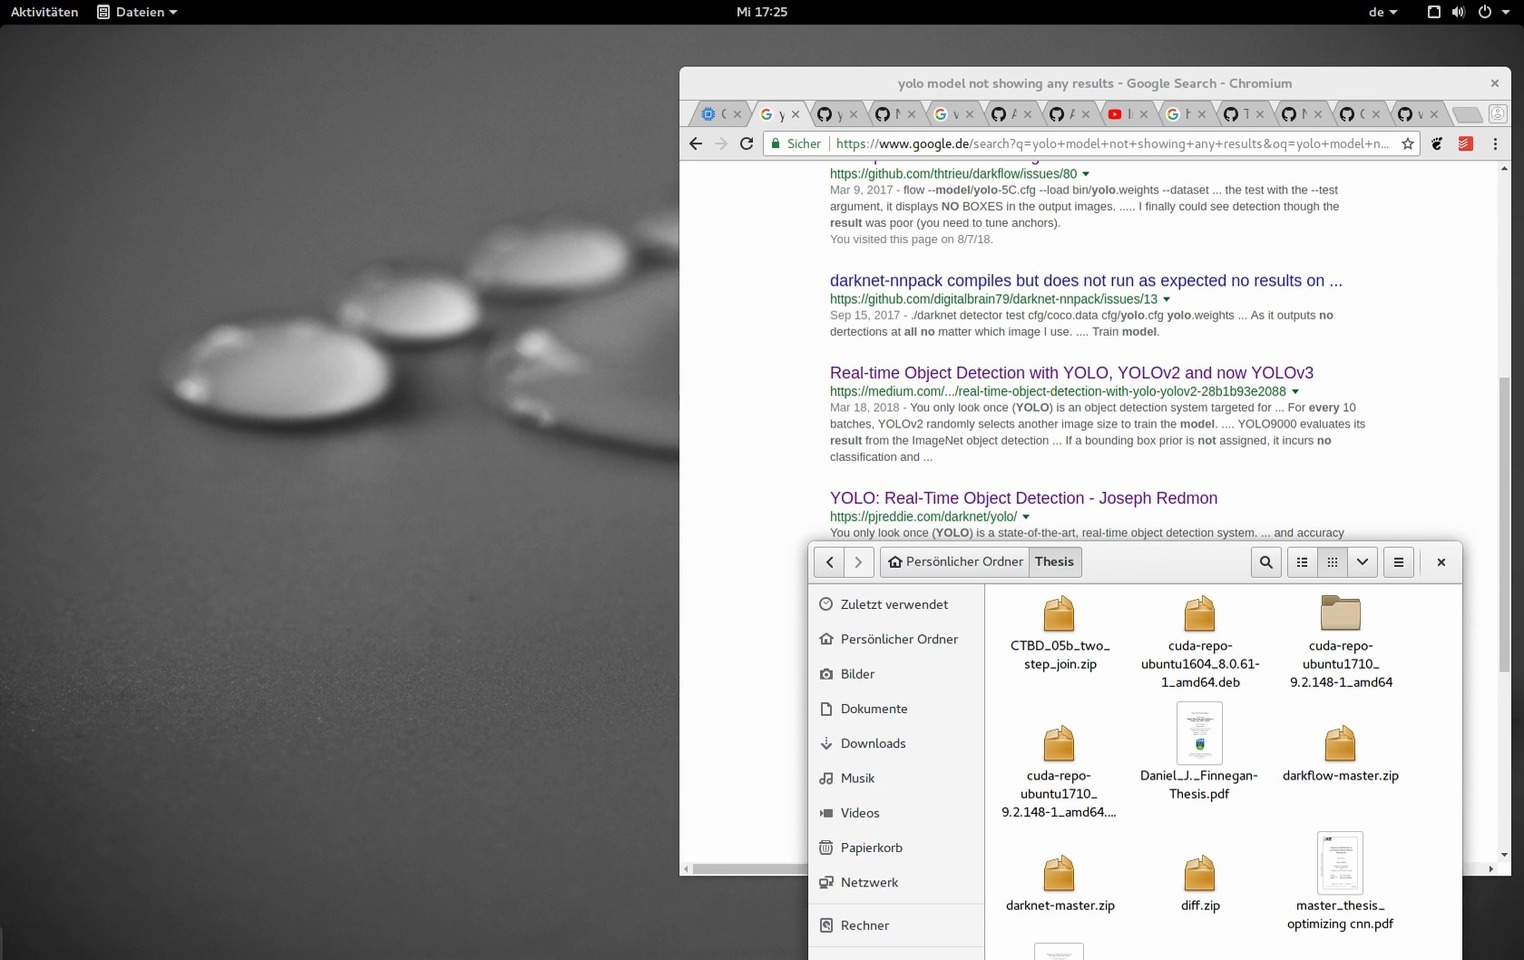 Aktivitäten
Dateien
Mi 17:25
de
yolo model not showing any results - Google Search - Chromium
Sicher
https://www.google.de/search?q=yolo+model+not+showing+any+results&oq=yolo+model+n...
https://github.com/thtrieu/darkflow/issues/80
Mar 9, 2017 - flow --model/yolo-5C.cfg --load bin/yolo.weights --dataset ... the test with the --test
argument, it displays NO BOXES in the output images. ..... I finally could see detection though the
result was poor (you need to tune anchors).
You visited this page on 8/7/18.
darknet-nnpack compiles but does not run as expected no results on ...
https://github.com/digitalbrain79/darknet-nnpack/issues/13
Sep 15, 2017 - ./darknet detector test cfg/coco.data cfg/yolo.cfg yolo.weights ... As it outputs no
dertections at all no matter which image I use. .... Train model.
Real-time Object Detection with YOLO, YOLOv2 and now YOLOv3
https://medium.com/.../real-time-object-detection-with-yolo-yolov2-28b1b93e2088
Mar 18, 2018 - You only look once (YOLO) is an object detection system targeted for ... For every 10
batches, YOLOv2 randomly selects another image size to train the model. .... YOLO9000 evaluates its
result from the ImageNet object detection ... If a bounding box prior is not assigned, it incurs no
classification and ...
YOLO: Real-Time Object Detection - Joseph Redmon
https://pjreddie.com/darknet/yolo/
You only look once (YOLO) is a state-of-the-art, real-time object detection system. ... and accuracy
Persönlicher Ordner
Thesis
Zuletzt verwendet
Persönlicher Ordner
Bilder
Dokumente
Downloads
Musik
Videos
Papierkorb
Netzwerk
Rechner
CTBD_05b_two_
step_join.zip
cuda-repo-
ubuntu1604_8.0.61-
1_amd64.deb
cuda-repo-
ubuntu1710_
9.2.148-1_amd64
cuda-repo-
ubuntu1710_
9.2.148-1_amd64....
Daniel_J._Finnegan-
Thesis.pdf
darkflow-master.zip
darknet-master.zip
diff.zip
master_thesis_
optimizing cnn.pdf